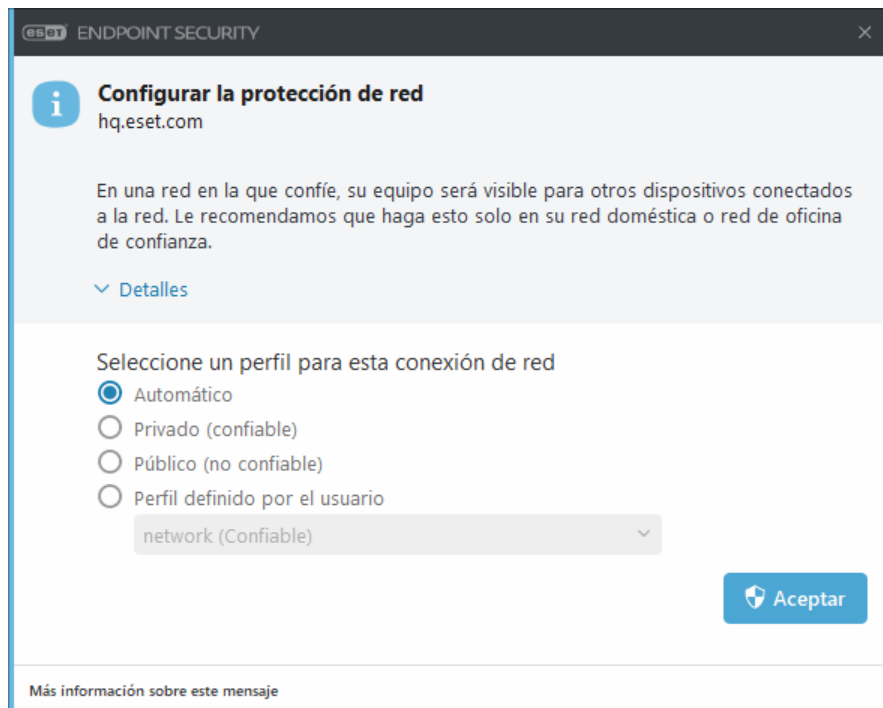 eset ENDPOINT SECURITY
Configurar la protección de red
hq.eset.com
En una red en la que confíe, su equipo será visible para otros dispositivos conectados
a la red. Le recomendamos que haga esto solo en su red doméstica o red de oficina
de confianza.
Detalles
Seleccione un perfil para esta conexión de red
Automático
Privado (confiable)
Público (no confiable)
Perfil definido por el usuario
network (Confiable)
Aceptar
Más información sobre este mensaje